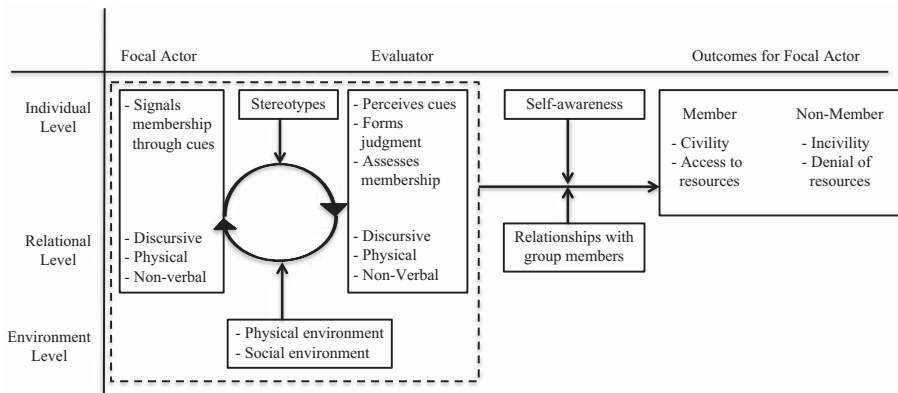 Focal Actor
Evaluator
Outcomes for Focal Actor
Individual
Level
- Signals
membership
through cues
Stereotypes
- Perceives cues
- Forms
judgment
- Assesses
membership
Self-awareness
Member
- Civility
- Access to
resources
Non-Member
- Incivility
- Denial of
resources
Relational
Level
- Discursive
- Physical
- Non-verbal
- Discursive
- Physical
- Non-Verbal
Relationships with
group members
Environment
Level
- Physical environment
- Social environment